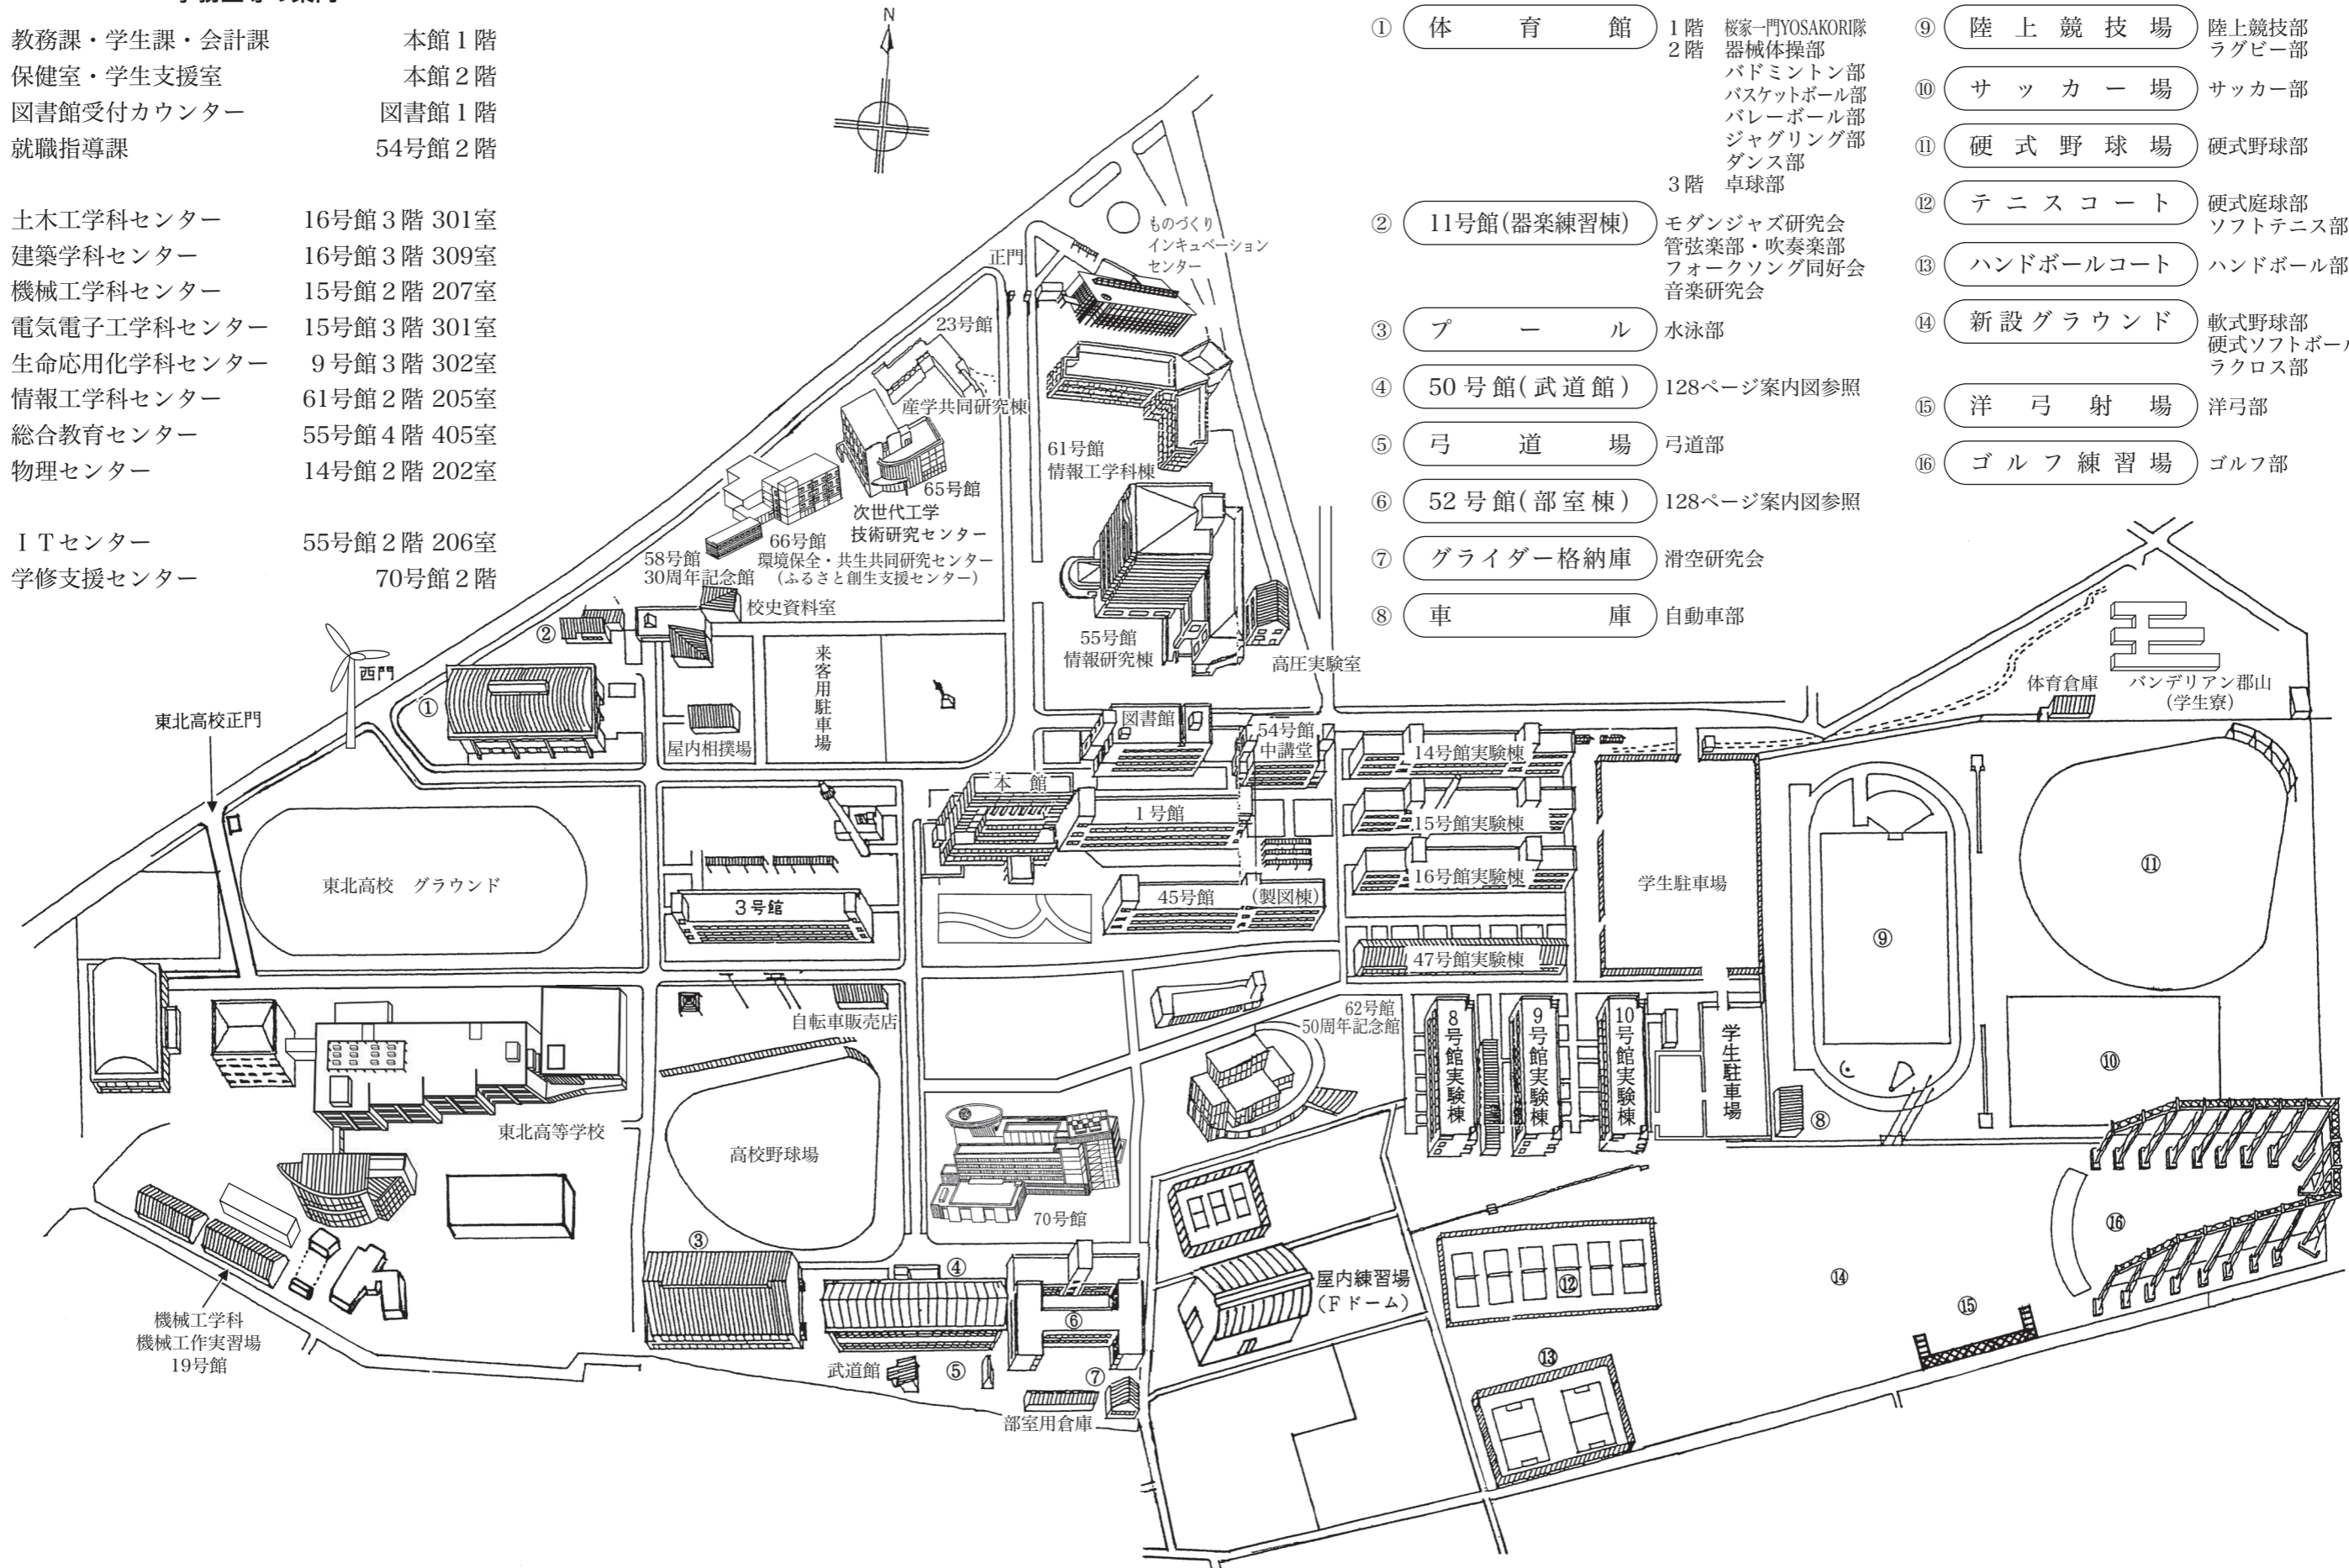 教務課・学生課・会計課 本館１階
保健室・学生支援室 本館２階
図書館受付カウンター 図書館１階
就職指導課 54号館２階
土木工学科センター 16号館３階 301室
建築学科センター 16号館３階 309室
機械工学科センター 15号館２階 207室
電気電子工学科センター 15号館３階 301室
生命応用化学科センター ９号館３階 302室
情報工学科センター 61号館２階 205室
総合教育センター 55号館４階 405室
物理センター 14号館２階 202室
ＩＴセンター 55号館２階 206室
学修支援センター 70号館２階
N
① 体育館 １階 桜家一門YOSAKORI隊
２階 器械体操部
バドミントン部
バスケットボール部
バレーボール部
ジャグリング部
ダンス部
３階 卓球部
② 11号館(器楽練習棟) モダンジャズ研究会
管弦楽部・吹奏楽部
フォークソング同好会
音楽研究会
③ プール 水泳部
④ 50号館(武道館) 128ページ案内図参照
⑤ 弓道場 弓道部
⑥ 52号館(部室棟) 128ページ案内図参照
⑦ グライダー格納庫 滑空研究会
⑧ 車庫 自動車部
⑨ 陸上競技場 陸上競技部
ラグビー部
⑩ サッカー場 サッカー部
⑪ 硬式野球場 硬式野球部
⑫ テニスコート 硬式庭球部
ソフトテニス部
⑬ ハンドボールコート ハンドボール部
⑭ 新設グラウンド 軟式野球部
硬式ソフトボール
ラクロス部
⑮ 洋弓射場 洋弓部
⑯ ゴルフ練習場 ゴルフ部
ものづくり
インキュベーション
センター
正門
23号館
産学共同研究棟
61号館
情報工学科棟
65号館
次世代工学
技術研究センター
66号館
環境保全・共生共同研究センター
（ふるさと創生支援センター）
58号館
30周年記念館
校史資料室
②
55号館
情報研究棟
高圧実験室
西門
①
東北高校正門
屋内相撲場
来客用駐車場
図書館
54号館
中講堂
14号館実験棟
体育倉庫
バンデリアン郡山
（学生寮）
本館
１号館
15号館実験棟
16号館実験棟
学生駐車場
⑪
東北高校 グラウンド
３号館
45号館 （製図棟）
⑨
47号館実験棟
自転車販売店
62号館
50周年記念館
８号館実験棟
９号館実験棟
10号館実験棟
学生駐車場
⑩
⑧
東北高等学校
高校野球場
70号館
③
④
⑥
屋内練習場
（Ｆドーム）
⑫
⑭
⑮
⑯
機械工学科
機械工作実習場
19号館
武道館
⑤
⑦
部室用倉庫
⑬